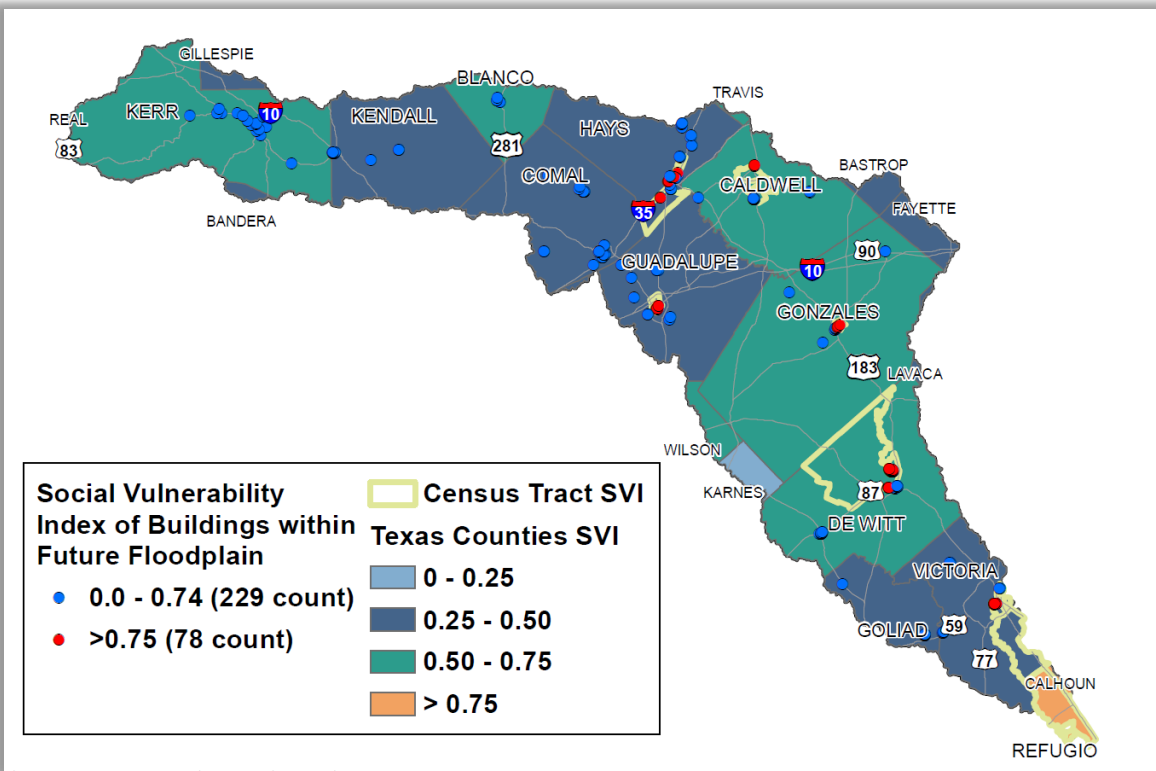 GILLESPIE
BLANCO
TRAVIS
KERR
10
KENDALL
HAYS
REAL
83
281
BASTROP
COMAL
CALDWELL
35
FAYETTE
BANDERA
90
GUADALUPE
10
GONZALES
183
LAVACA
WILSON
KARNES
87
DE WITT
VICTORIA
GOLIAD
59
77
CALHOUN
REFUGIO
Social Vulnerability
Index of Buildings within
Future Floodplain
0.0 - 0.74 (229 count)
>0.75 (78 count)
Census Tract SVI
Texas Counties SVI
0 - 0.25
0.25 - 0.50
0.50 - 0.75
> 0.75